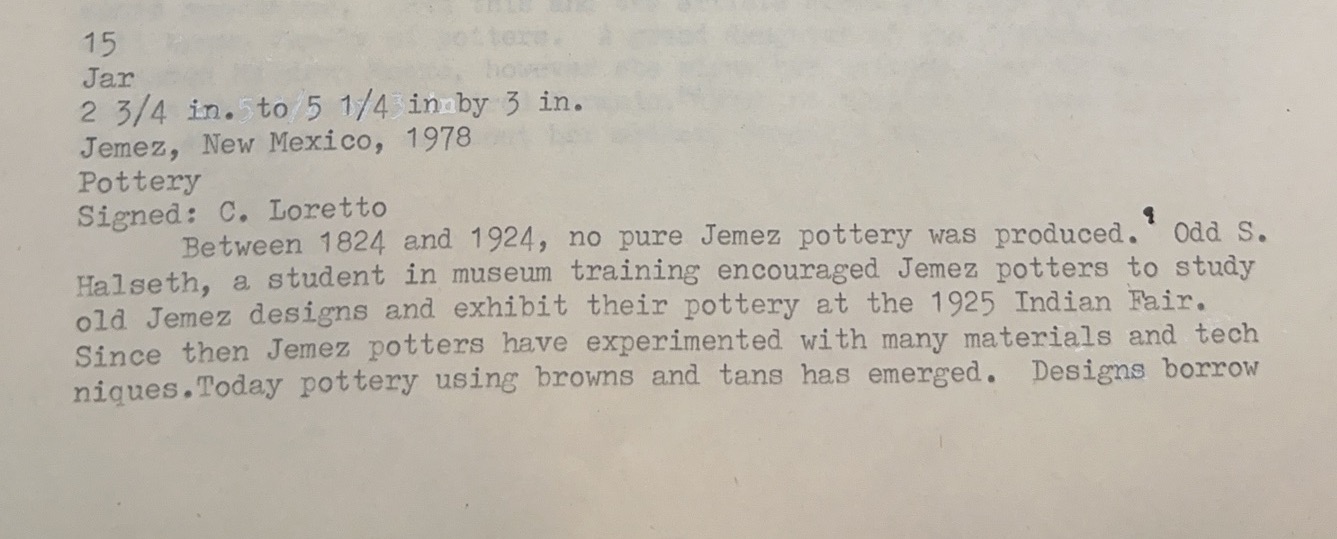 15
Jar
2 3/4 in. to 5 1/4 in by 3 in.
Jemez, New Mexico, 1978
Pottery
Signed: C. Loretto
Between 1824 and 1924, no pure Jemez pottery was produced.⁹ Odd S.
Halseth, a student in museum training encouraged Jemez potters to study
old Jemez designs and exhibit their pottery at the 1925 Indian Fair.
Since then Jemez potters have experimented with many materials and tech
niques.Today pottery using browns and tans has emerged. Designs borrow